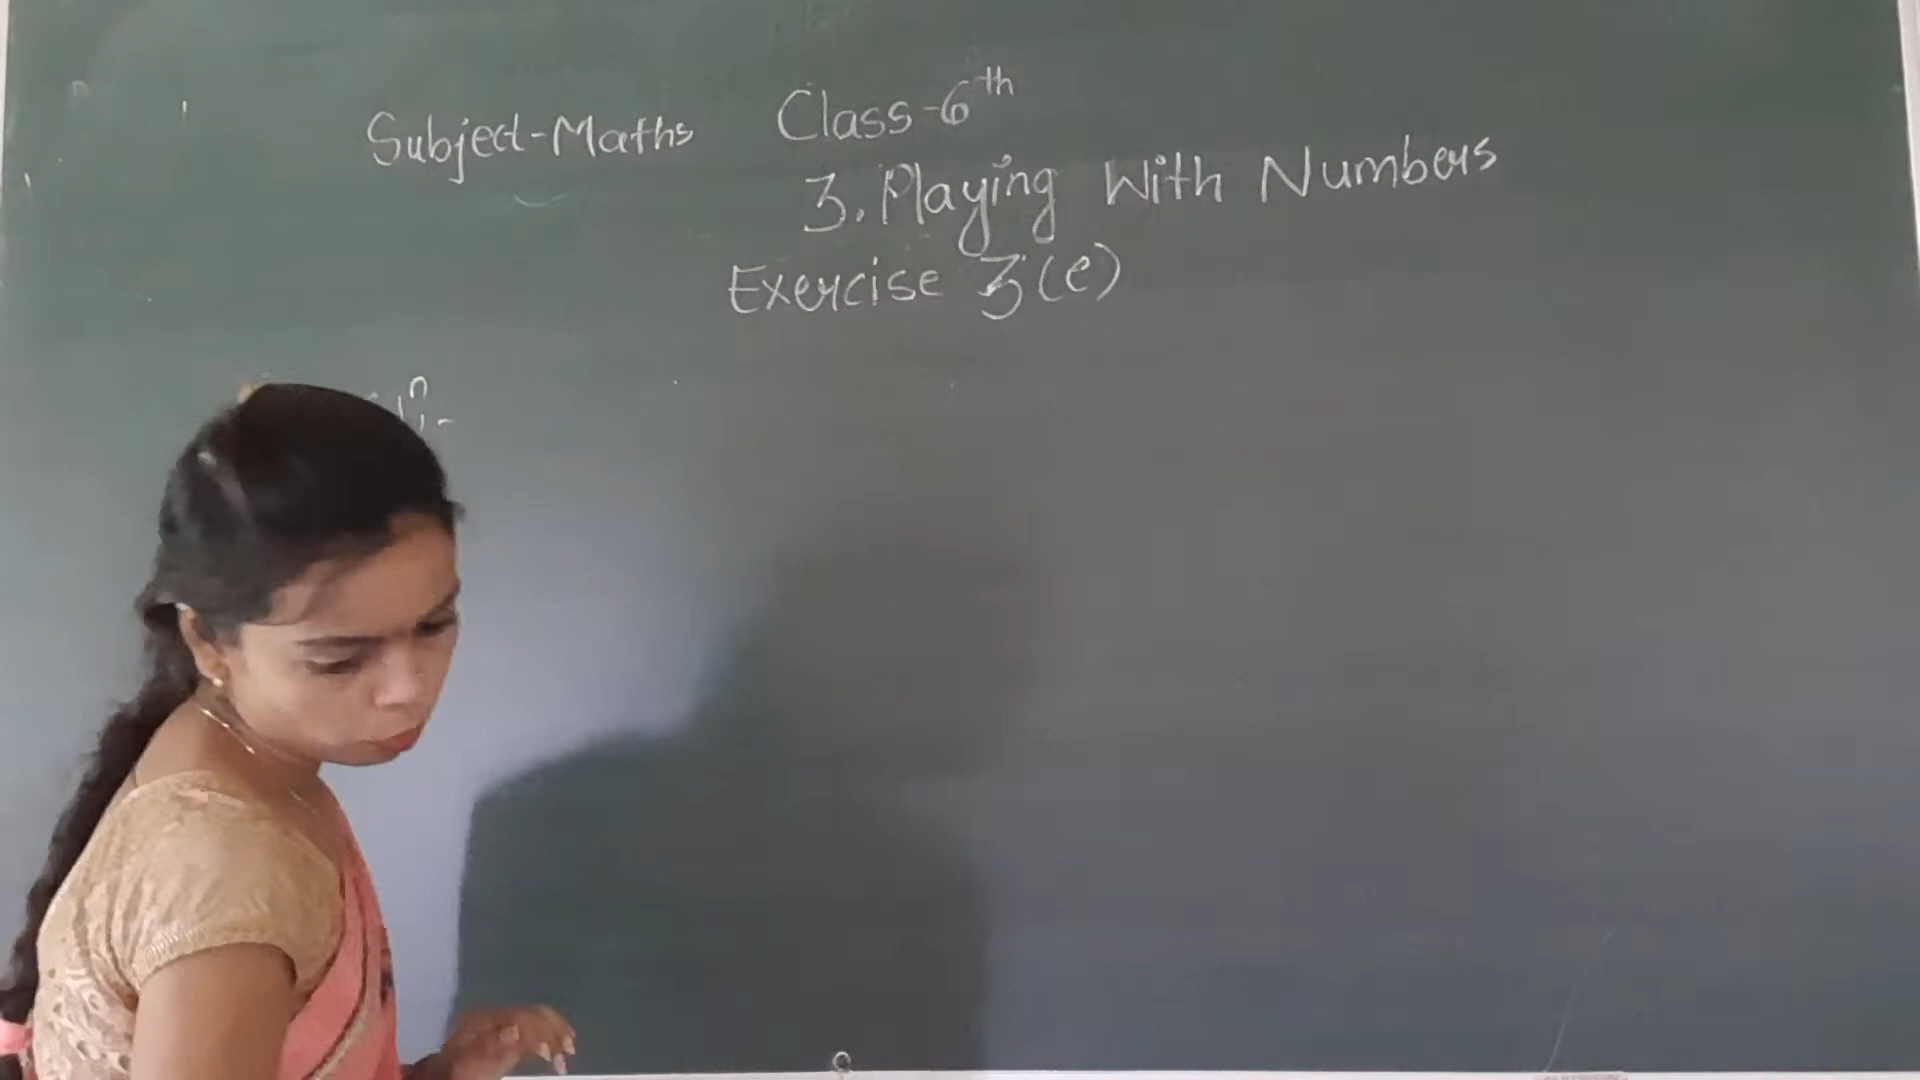 Subject-Maths Class-6th
3. Playing With Numbers
Exercise 3(e)